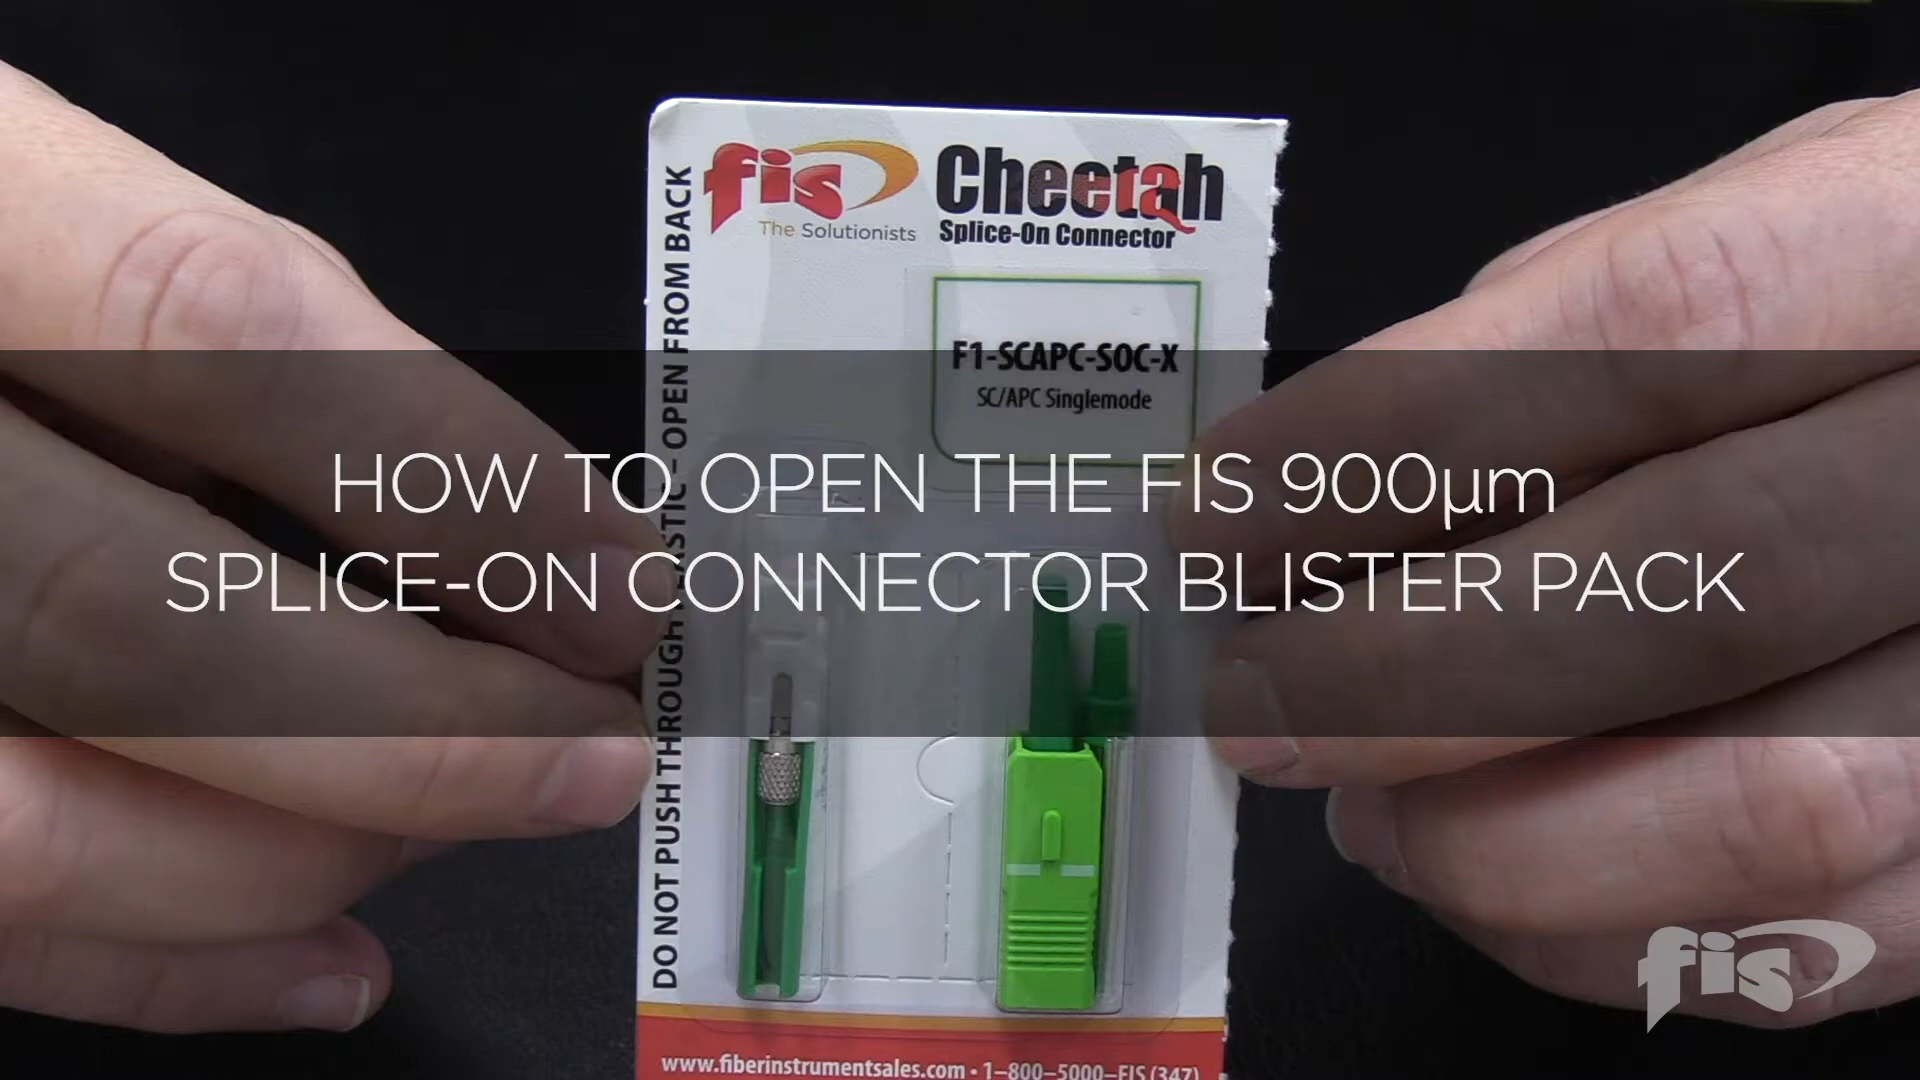 fis
The Solutionists
Cheetah
Splice-On Connector
DO NOT PUSH THROUGH PLASTIC – OPEN FROM BACK
F1-SCAPC-SOC-X
SC/APC Singlemode
HOW TO OPEN THE FIS 900µm
SPLICE-ON CONNECTOR BLISTER PACK
www.fiberinstrumentsales.com • 1–800–5000–FIS (347)
fis